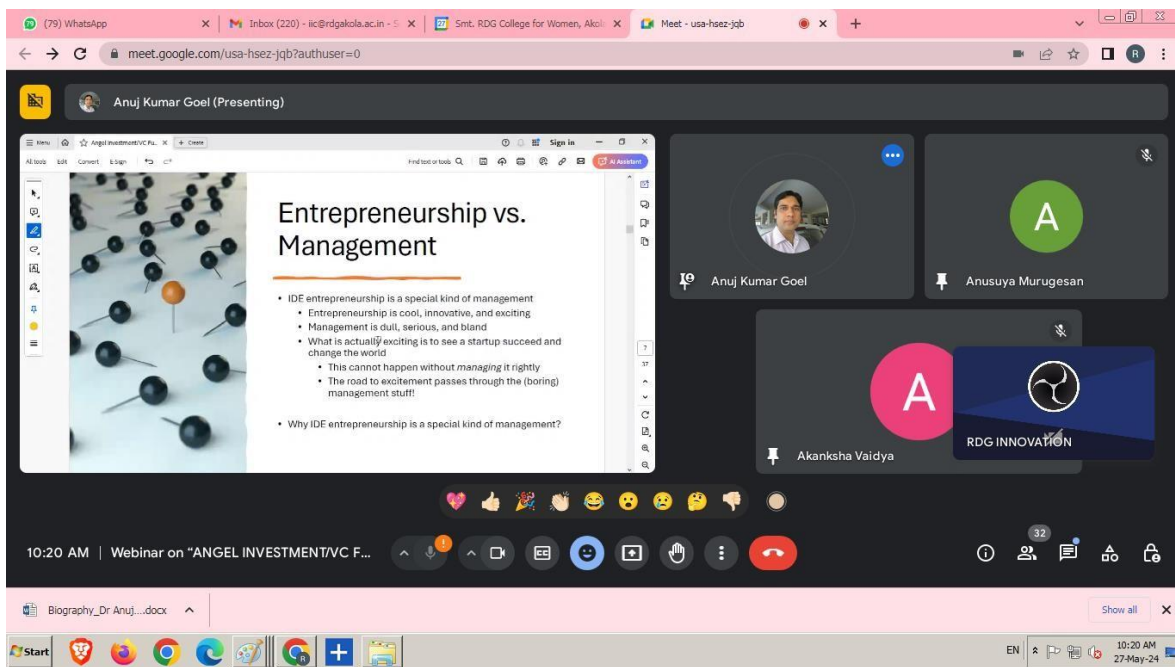 (79) WhatsApp
Inbox (220) - iic@rdgakola.ac.in - S
Smt. RDG College for Women, Akol
Meet - usa-hsez-jqb
meet.google.com/usa-hsez-jqb?authuser=0
R
Anuj Kumar Goel (Presenting)
Menu
Angel Investment/VC Fu...
+ Create
Sign in
All tools Edit Convert E-Sign
Find text or tools
AI Assistant
Entrepreneurship vs.
Management
• IDE entrepreneurship is a special kind of management
• Entrepreneurship is cool, innovative, and exciting
• Management is dull, serious, and bland
• What is actually exciting is to see a startup succeed and
change the world
• This cannot happen without managing it rightly
• The road to excitement passes through the (boring)
management stuff!
• Why IDE entrepreneurship is a special kind of management?
7
37
Anuj Kumar Goel
A
Anusuya Murugesan
A
Akanksha Vaidya
RDG INNOVATION
10:20 AM | Webinar on “ANGEL INVESTMENT/VC F...
CC
32
Biography_Dr Anuj....docx
Show all
Start
EN
10:20 AM
27-May-24